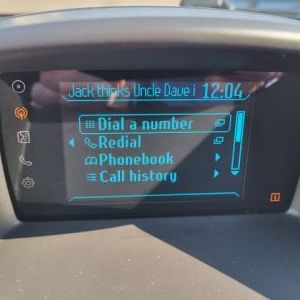 Jack thinks Uncle Dave i 12:04
Dial a number
Redial
Phonebook
Call history